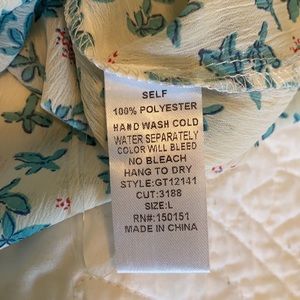 SELF
100% POLYESTER
HAND WASH COLD
WATER SEPARATELY
COLOR WILL BLEED
NO BLEACH
HANG TO DRY
STYLE:GT12141
CUT:3188
SIZE:L
RN#:150151
MADE IN CHINA